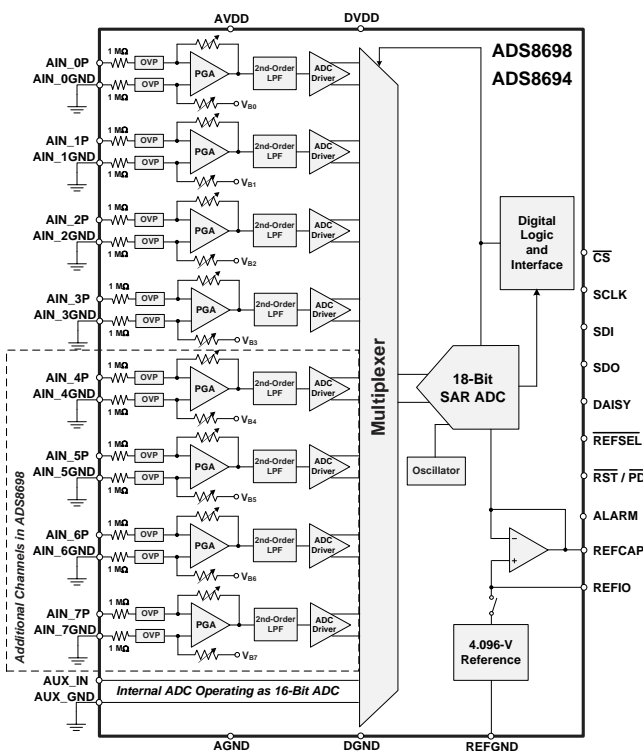 AVDD
DVDD
ADS8698
ADS8694
AIN_0P
AIN_0GND
1 MΩ
1 MΩ
OVP
OVP
PGA
VB0
2nd-Order
LPF
ADC
Driver
AIN_1P
AIN_1GND
1 MΩ
1 MΩ
OVP
OVP
PGA
VB1
2nd-Order
LPF
ADC
Driver
AIN_2P
AIN_2GND
1 MΩ
1 MΩ
OVP
OVP
PGA
VB2
2nd-Order
LPF
ADC
Driver
AIN_3P
AIN_3GND
1 MΩ
1 MΩ
OVP
OVP
PGA
VB3
2nd-Order
LPF
ADC
Driver
Additional Channels in ADS8698
AIN_4P
AIN_4GND
1 MΩ
1 MΩ
OVP
OVP
PGA
VB4
2nd-Order
LPF
ADC
Driver
AIN_5P
AIN_5GND
1 MΩ
1 MΩ
OVP
OVP
PGA
VB5
2nd-Order
LPF
ADC
Driver
AIN_6P
AIN_6GND
1 MΩ
1 MΩ
OVP
OVP
PGA
VB6
2nd-Order
LPF
ADC
Driver
AIN_7P
AIN_7GND
1 MΩ
1 MΩ
OVP
OVP
PGA
VB7
2nd-Order
LPF
ADC
Driver
AUX_IN
AUX_GND
Internal ADC Operating as 16-Bit ADC
Multiplexer
Digital
Logic
and
Interface
18-Bit
SAR ADC
Oscillator
4.096-V
Reference
CS
SCLK
SDI
SDO
DAISY
REFSEL
RST / PD
ALARM
REFCAP
REFIO
AGND
DGND
REFGND